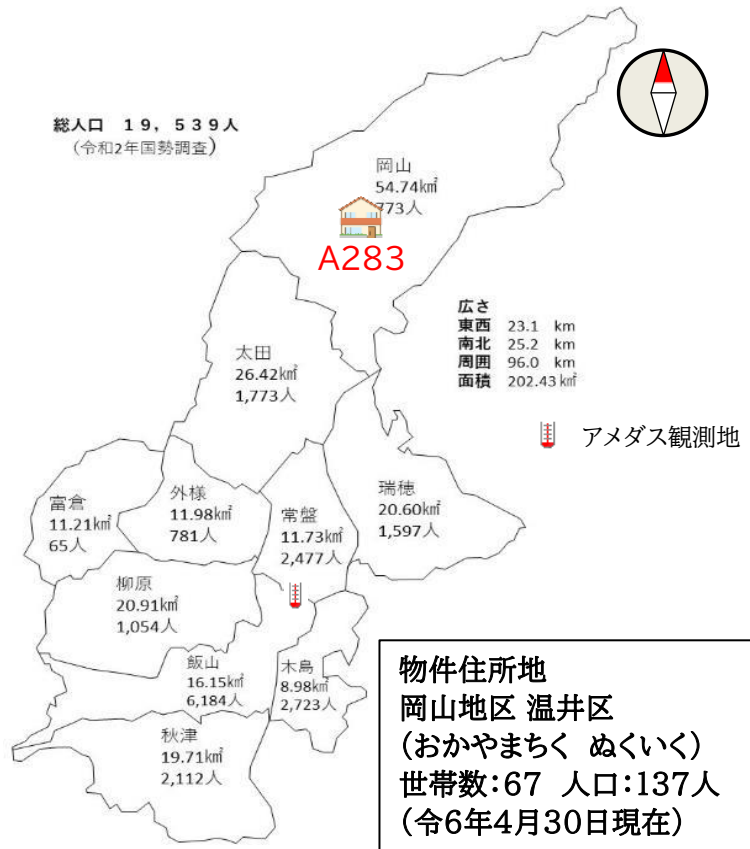 総人口 19，539人
(令和2年国勢調査)
岡山
54.74㎢
773人
A283
広さ
東西 23.1 km
南北 25.2 km
周囲 96.0 km
面積 202.43㎢
太田
26.42㎢
1,773人
アメダス観測地
富倉
11.21㎢
65人
外様
11.98㎢
781人
常盤
11.73㎢
2,477人
瑞穂
20.60㎢
1,597人
柳原
20.91㎢
1,054人
飯山
16.15㎢
6,184人
木島
8.98㎢
2,723人
秋津
19.71㎢
2,112人
物件住所地
岡山地区 温井区
(おかやまちく ぬくいく)
世帯数:67 人口:137人
(令6年4月30日現在)